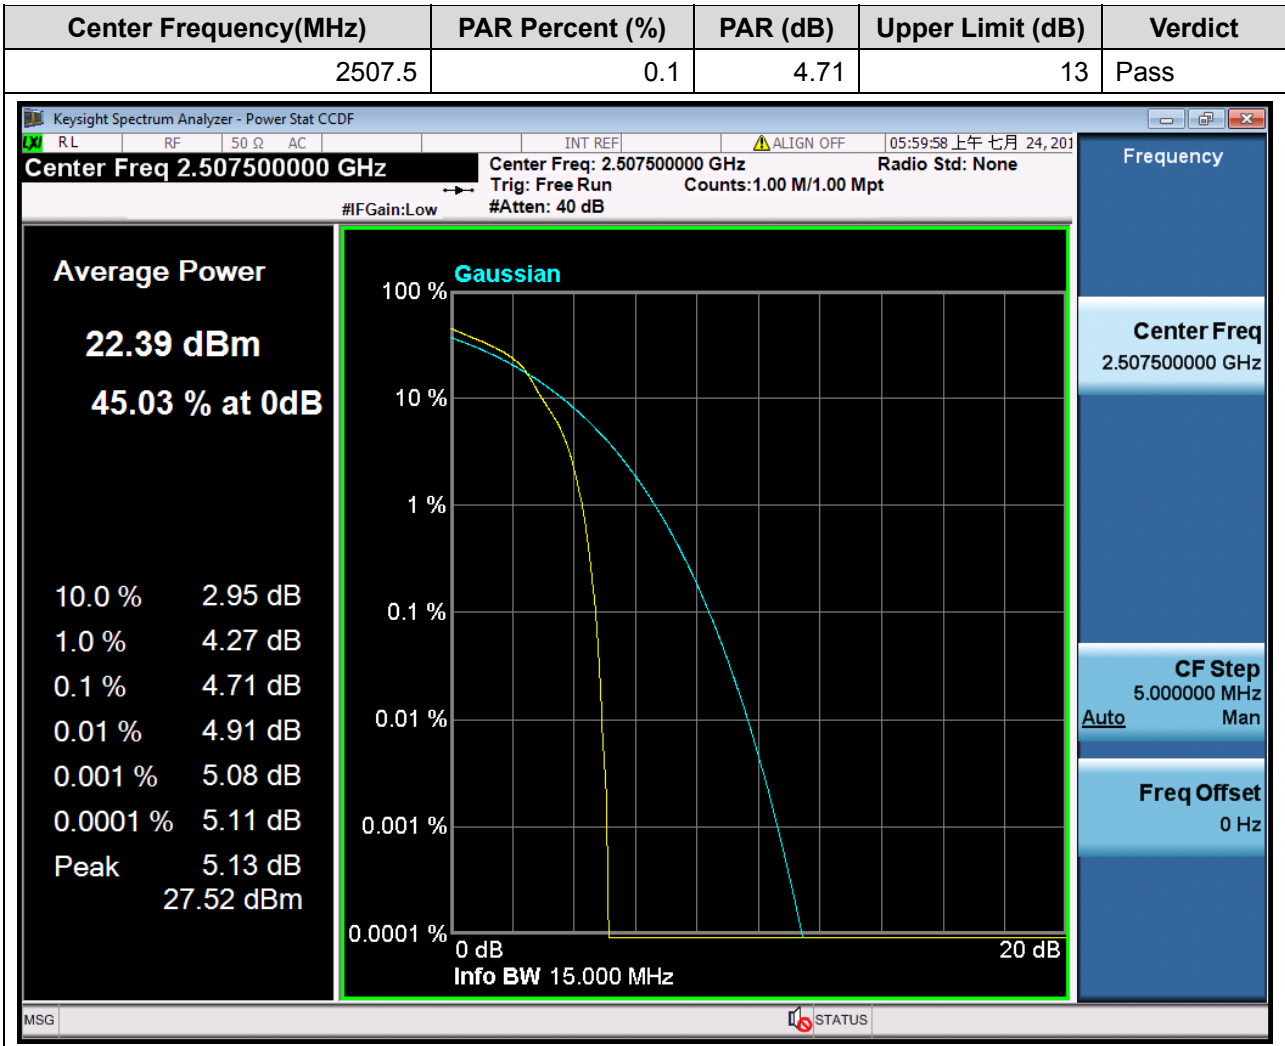 Center Frequency(MHz) PAR Percent (%) PAR (dB) Upper Limit (dB) Verdict
2507.5 0.1 4.71 13 Pass
Keysight Spectrum Analyzer - Power Stat CCDF
LXI RL RF 50 Ω AC INT REF ALIGN OFF 05:59:58 上午 七月 24, 201
Center Freq 2.507500000 GHz
Center Freq: 2.507500000 GHz Radio Std: None
Trig: Free Run Counts:1.00 M/1.00 Mpt
#IFGain:Low #Atten: 40 dB
Frequency
Average Power
22.39 dBm
45.03 % at 0dB
10.0 % 2.95 dB
1.0 % 4.27 dB
0.1 % 4.71 dB
0.01 % 4.91 dB
0.001 % 5.08 dB
0.0001 % 5.11 dB
Peak 5.13 dB
27.52 dBm
Gaussian
100 %
10 %
1 %
0.1 %
0.01 %
0.001 %
0.0001 %
0 dB 20 dB
Info BW 15.000 MHz
Center Freq
2.507500000 GHz
CF Step
5.000000 MHz
Auto Man
Freq Offset
0 Hz
MSG STATUS